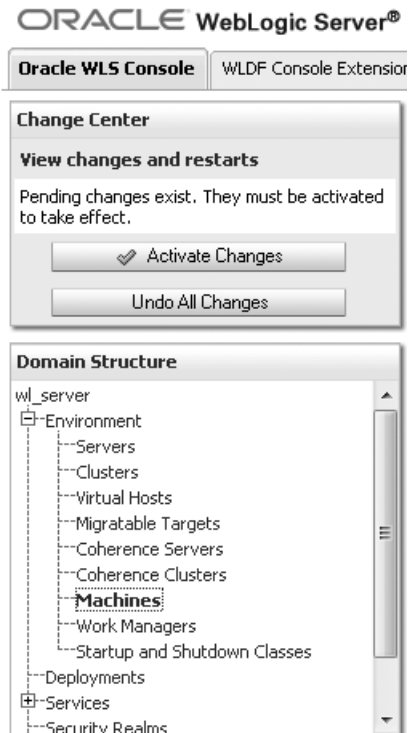 ORACLE WebLogic Server®
Oracle WLS Console WLDF Console Extension
Change Center
View changes and restarts
Pending changes exist. They must be activated
to take effect.
Activate Changes
Undo All Changes
Domain Structure
wl_server
Environment
Servers
Clusters
Virtual Hosts
Migratable Targets
Coherence Servers
Coherence Clusters
Machines
Work Managers
Startup and Shutdown Classes
Deployments
Services
Security Realms